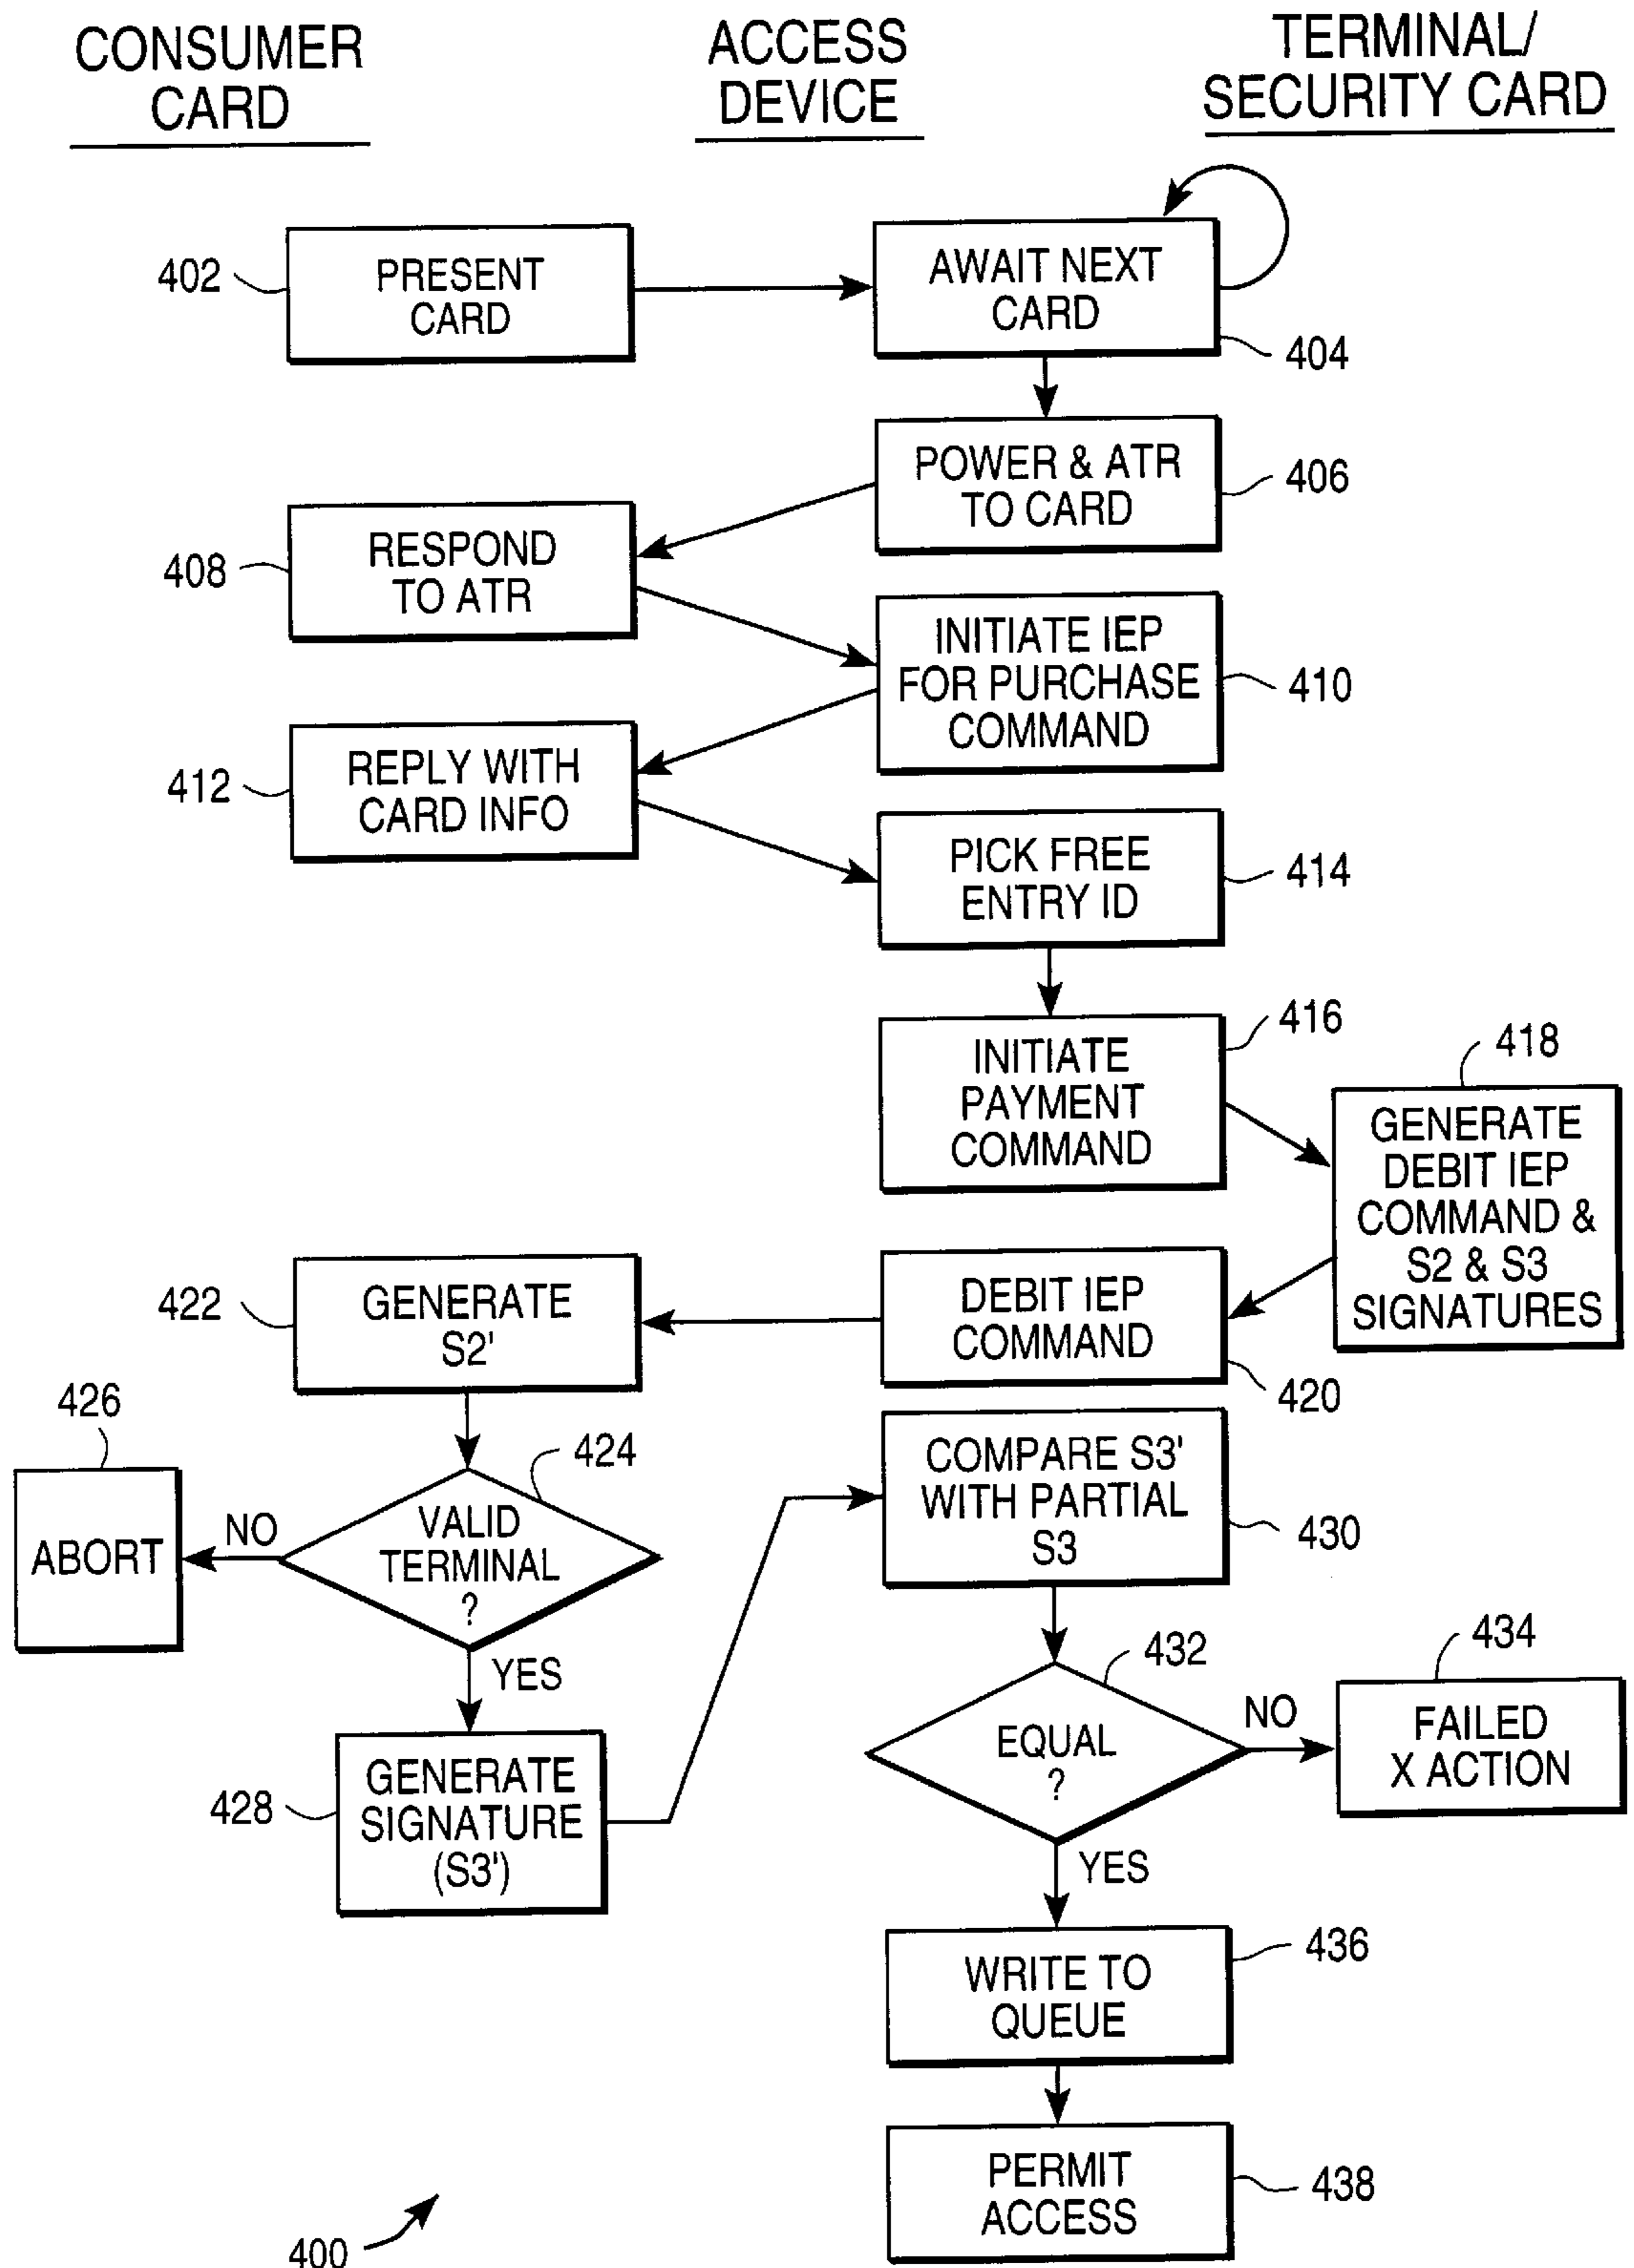 CONSUMER
CARD
ACCESS
DEVICE
TERMINAL/
SECURITY CARD
402
PRESENT
CARD
AWAIT NEXT
CARD
404
POWER & ATR
TO CARD
406
408
RESPOND
TO ATR
INITIATE IEP
FOR PURCHASE
COMMAND
410
412
REPLY WITH
CARD INFO
PICK FREE
ENTRY ID
414
INITIATE
PAYMENT
COMMAND
416
418
GENERATE
DEBIT IEP
COMMAND &
S2 & S3
SIGNATURES
422
GENERATE
S2'
DEBIT IEP
COMMAND
420
426
ABORT
NO
424
VALID
TERMINAL
?
YES
COMPARE S3'
WITH PARTIAL
S3
430
428
GENERATE
SIGNATURE
(S3')
432
EQUAL
?
NO
434
FAILED
X ACTION
YES
WRITE TO
QUEUE
436
PERMIT
ACCESS
438
400